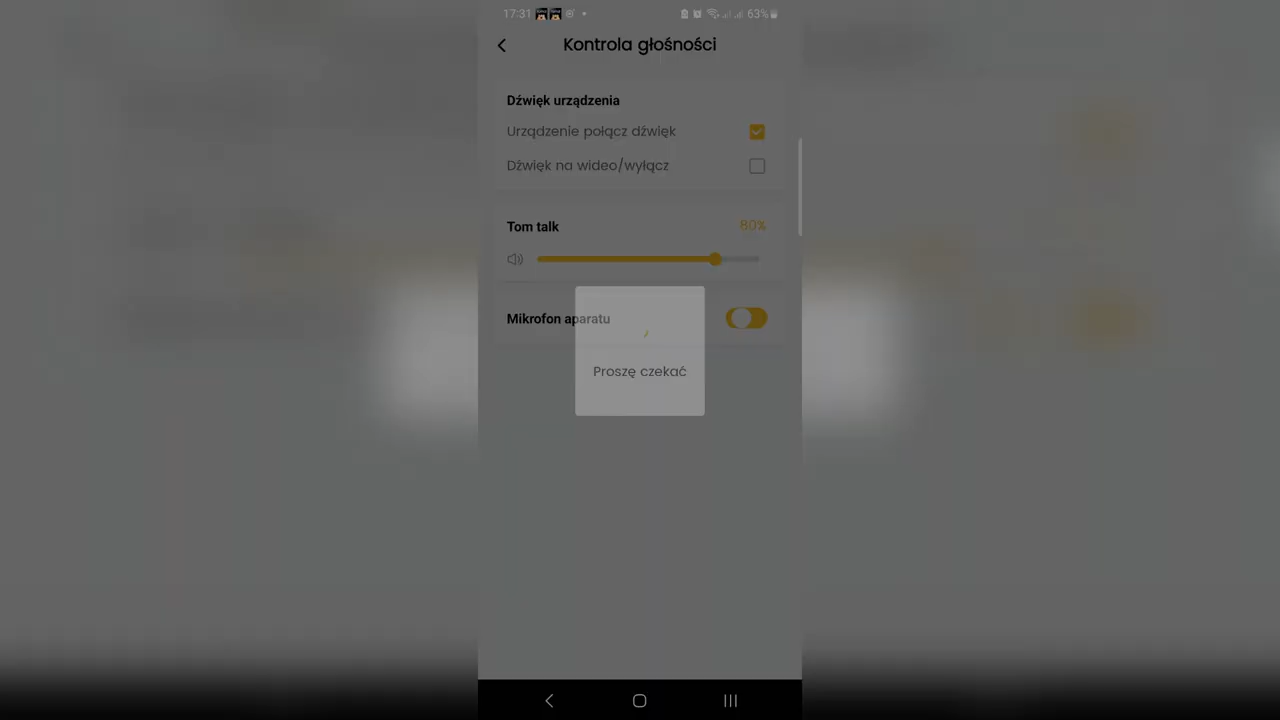 17:31
63%
Kontrola głośności
Dźwięk urządzenia
Urządzenie połącz dźwięk
Dźwięk na wideo/wyłącz
Tom talk
80%
Mikrofon aparatu
Proszę czekać